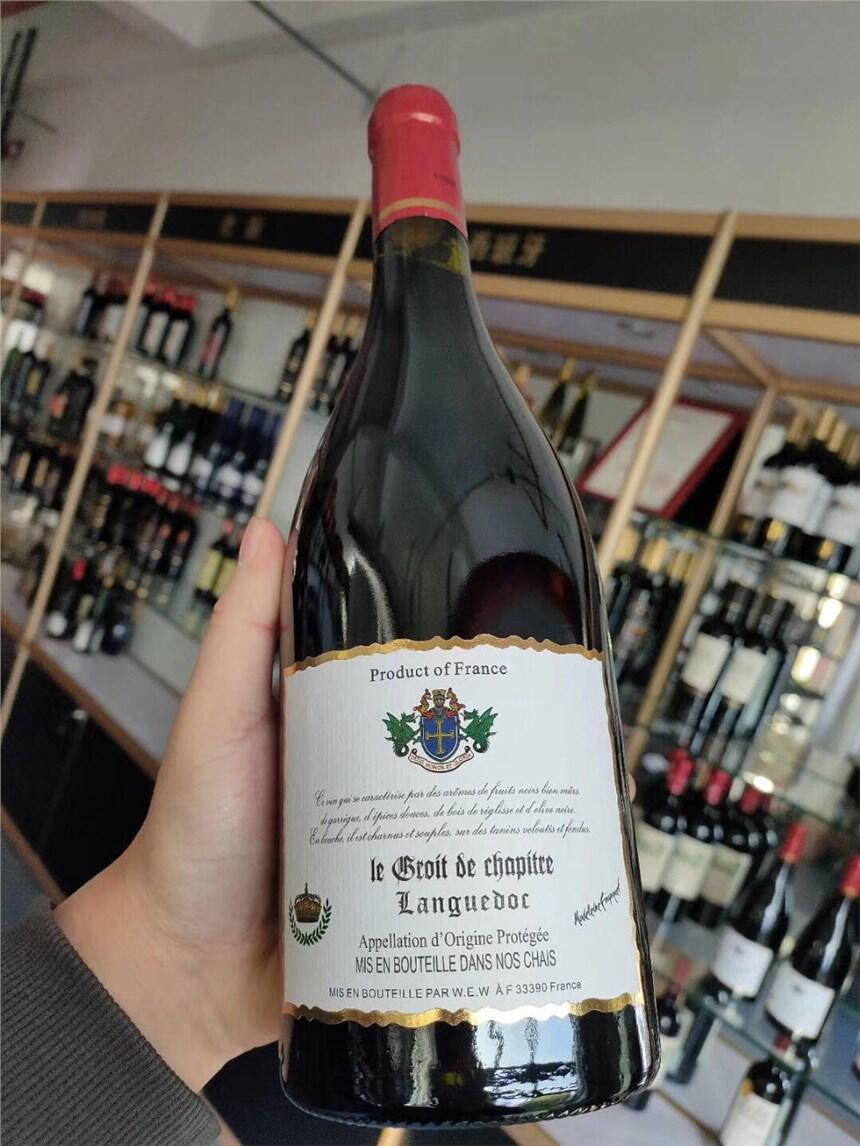 西班牙
Product of France
Ce vin qui se caractérise par des arômes de fruits noirs bien mûrs,
de garrigue, d'épices douces, de bois de réglisse et d'olive noire.
En bouche, il est charnus et souples, sur des tanins veloutés et fondus.
le Groit de chapitre
Languedoc
Appellation d'Origine Protégée
MIS EN BOUTEILLE DANS NOS CHAIS
MIS EN BOUTEILLE PAR W.E.W À F 33390 France